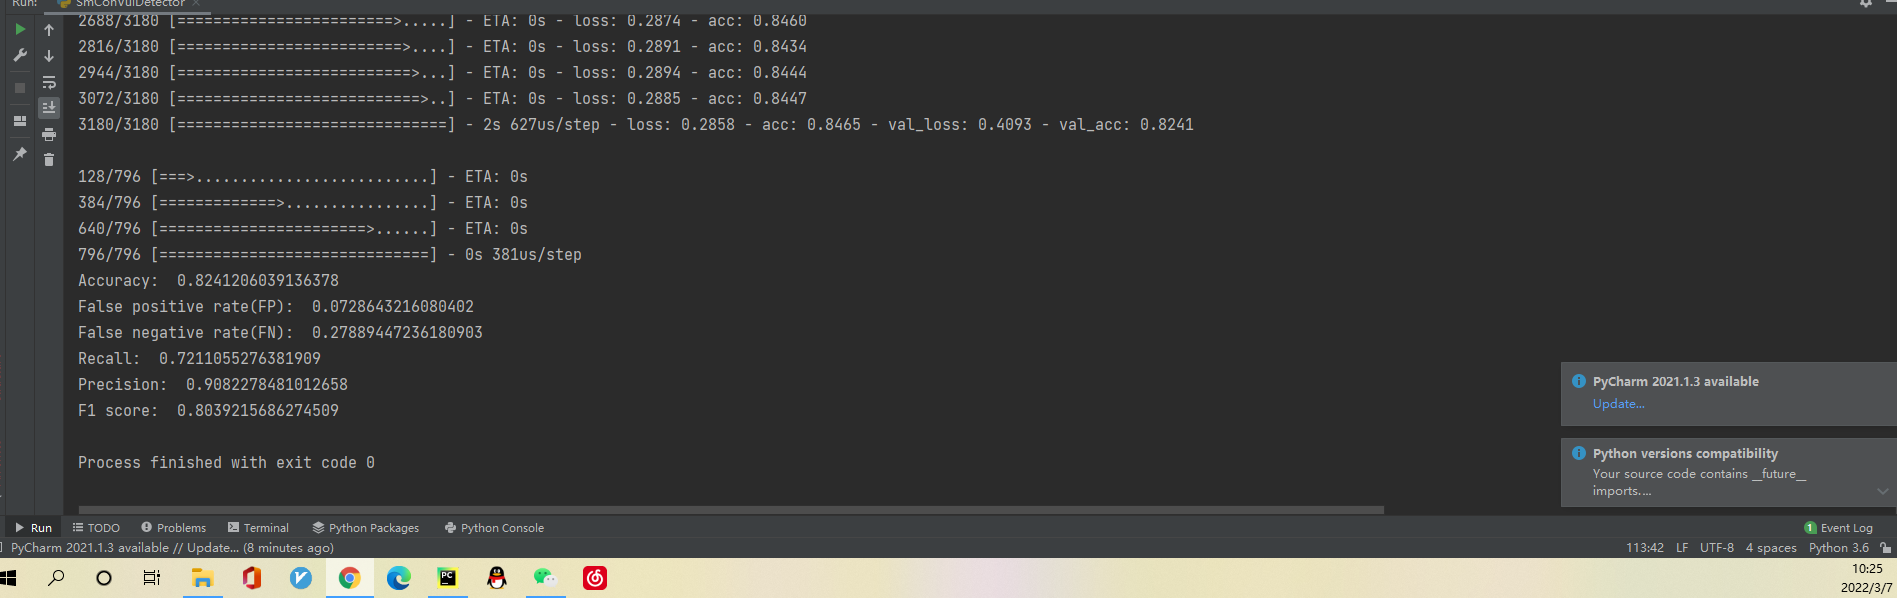 Run: SmConVulDetector ×
2688/3180 [========================>.....] - ETA: 0s - loss: 0.2874 - acc: 0.8460
2816/3180 [=========================>....] - ETA: 0s - loss: 0.2891 - acc: 0.8434
2944/3180 [==========================>...] - ETA: 0s - loss: 0.2894 - acc: 0.8444
3072/3180 [===========================>..] - ETA: 0s - loss: 0.2885 - acc: 0.8447
3180/3180 [==============================] - 2s 627us/step - loss: 0.2858 - acc: 0.8465 - val_loss: 0.4093 - val_acc: 0.8241
128/796 [===>..........................] - ETA: 0s
384/796 [=============>................] - ETA: 0s
640/796 [=======================>......] - ETA: 0s
796/796 [==============================] - 0s 381us/step
Accuracy:  0.8241206039136378
False positive rate(FP):  0.0728643216080402
False negative rate(FN):  0.27889447236180903
Recall:  0.7211055276381909
Precision:  0.9082278481012658
F1 score:  0.8039215686274509
Process finished with exit code 0
PyCharm 2021.1.3 available
Update...
Python versions compatibility
Your source code contains __future__
imports....
Run TODO Problems Terminal Python Packages Python Console 1 Event Log
PyCharm 2021.1.3 available // Update... (8 minutes ago) 113:42 LF UTF-8 4 spaces Python 3.6
PC
10:25
2022/3/7